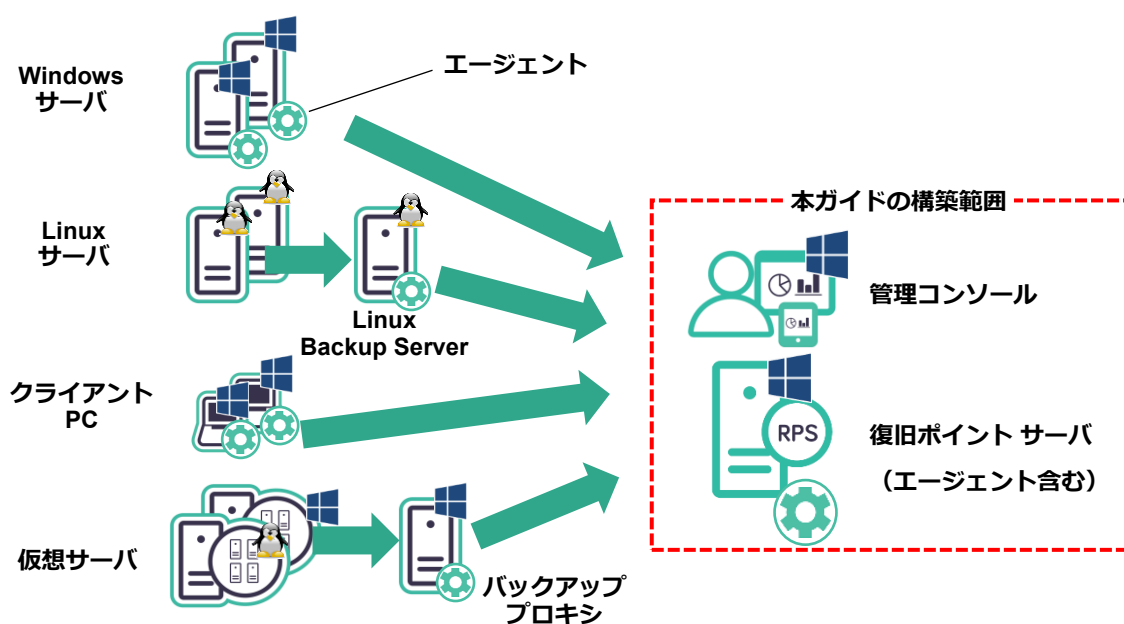 Windows
サーバ
エージェント
Linux
サーバ
Linux
Backup Server
クライアント
PC
仮想サーバ
バックアップ
プロキシ
本ガイドの構築範囲
管理コンソール
RPS
復旧ポイント サーバ
（エージェント含む）